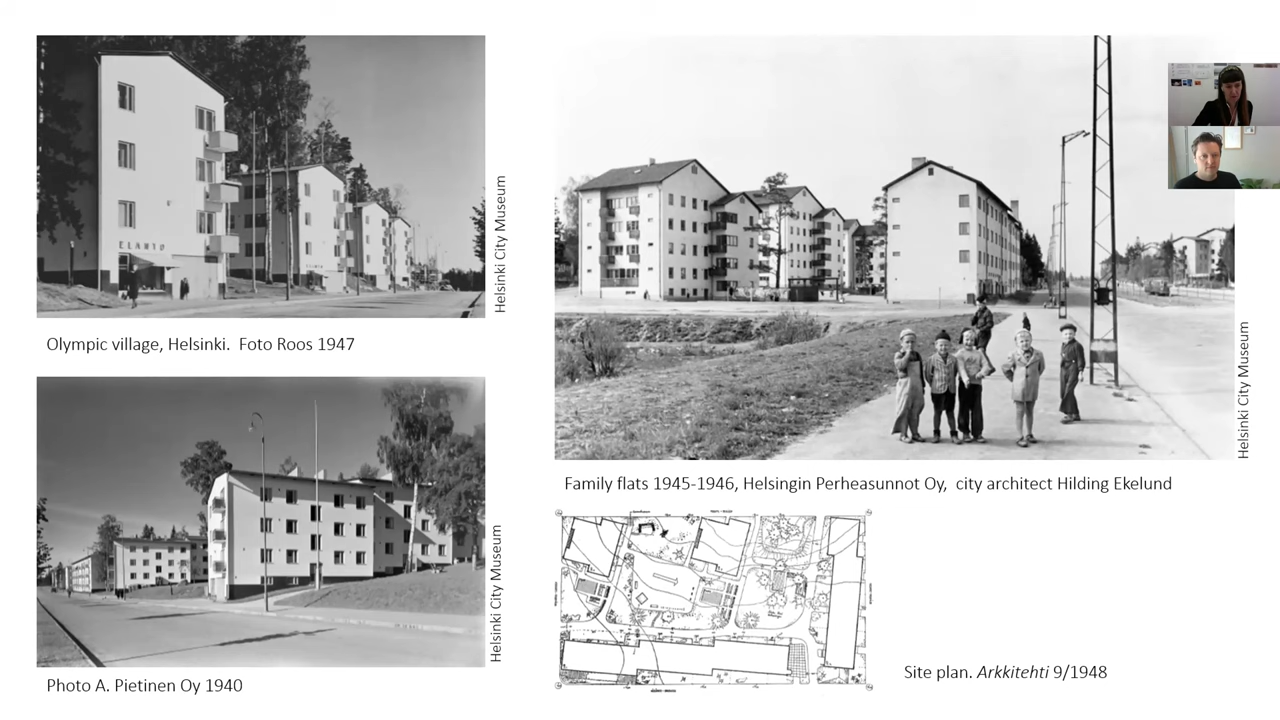 ELANTO
Helsinki City Museum
Olympic village, Helsinki.  Foto Roos 1947
Helsinki City Museum
Photo A. Pietinen Oy 1940
Helsinki City Museum
Family flats 1945-1946, Helsingin Perheasunnot Oy,  city architect Hilding Ekelund
Site plan. Arkkitehti 9/1948